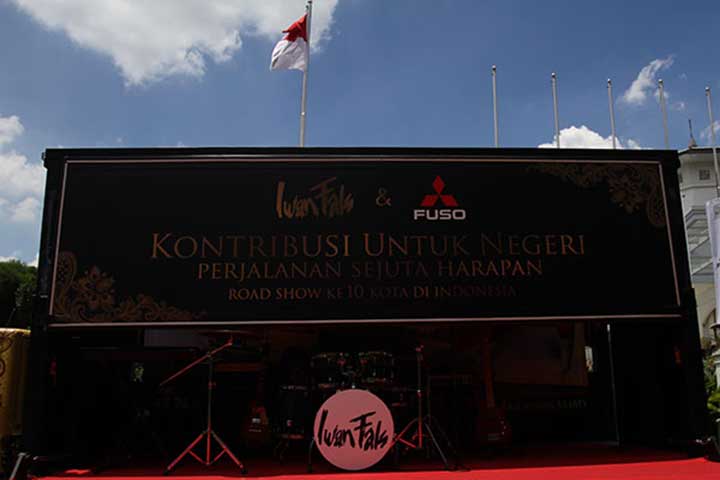 Iwan Fals & FUSO
KONTRIBUSI UNTUK NEGERI
PERJALANAN SEJUTA HARAPAN
ROAD SHOW KE 10 KOTA DI INDONESIA
Iwan Fals